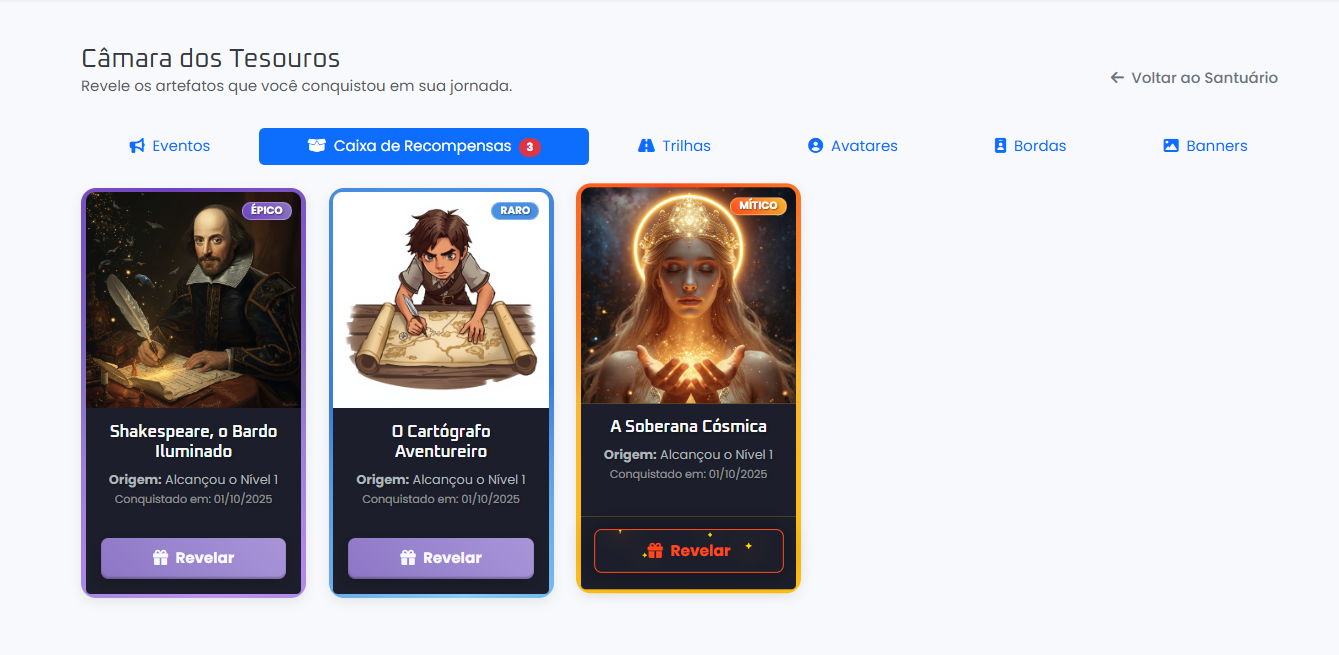 Câmara dos Tesouros
Revele os artefatos que você conquistou em sua jornada.
Voltar ao Santuário
Eventos
Caixa de Recompensas 3
Trilhas
Avatares
Bordas
Banners
ÉPICO
Shakespeare, o Bardo
Iluminado
Origem: Alcançou o Nível 1
Conquistado em: 01/10/2025
Revelar
RARO
O Cartógrafo
Aventureiro
Origem: Alcançou o Nível 1
Conquistado em: 01/10/2025
Revelar
MÍTICO
A Soberana Cósmica
Origem: Alcançou o Nível 1
Conquistado em: 01/10/2025
Revelar